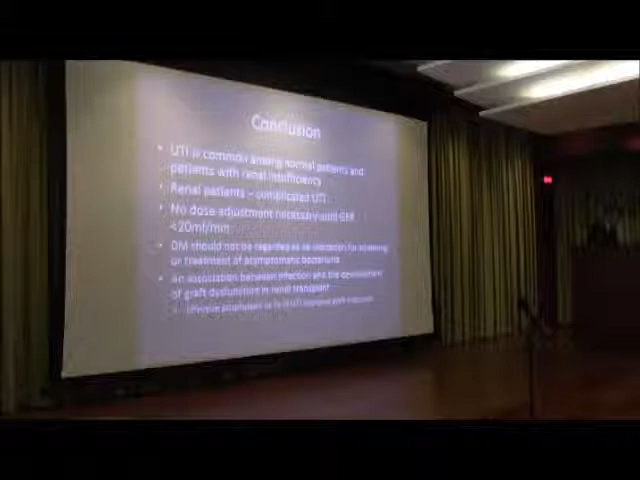 Conclusion
• UTI is common among normal patients and
patients with renal insufficiency
• Renal patients – complicated UTI
• No dose adjustment necessary until GFR
<20ml/min
• DM should not be regarded as an indication for screening
or treatment of asymptomatic bacteriuria
• An association between infection and the development
of graft dysfunction in renal transplant